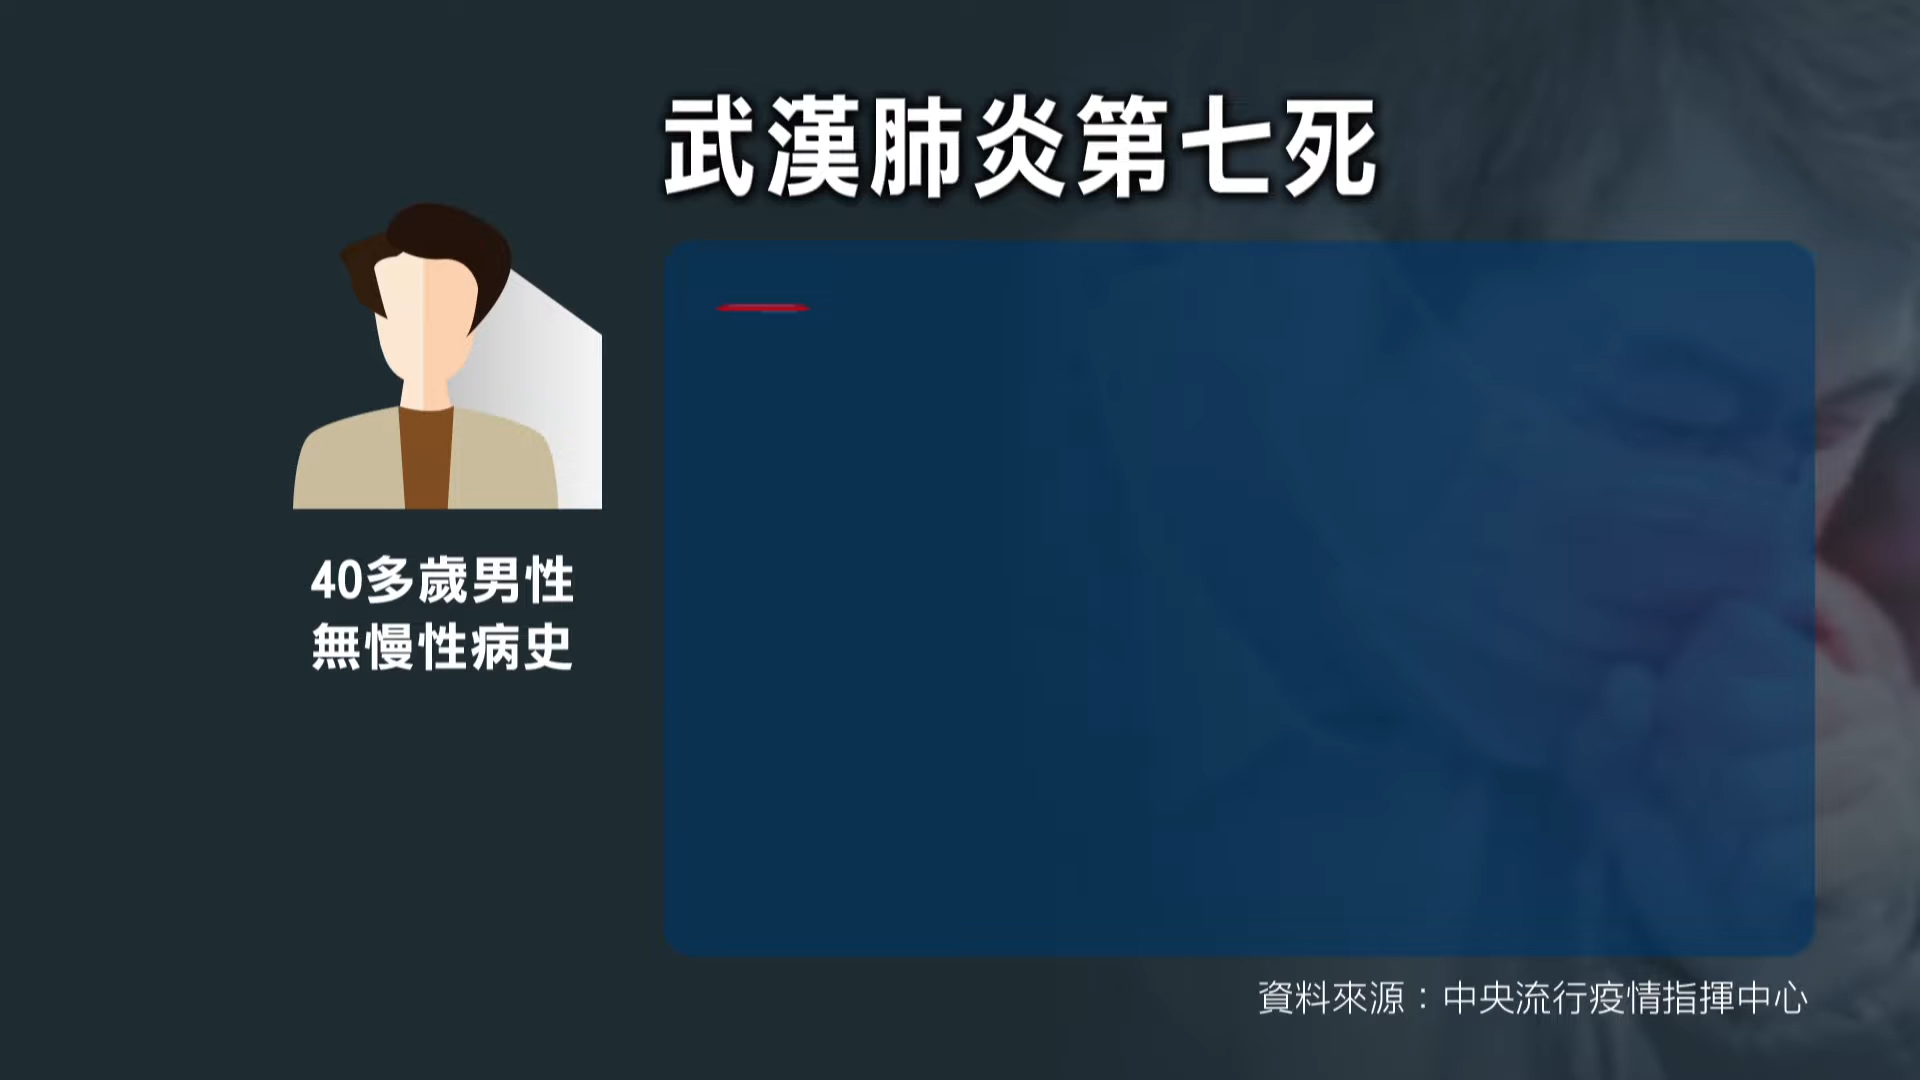 武漢肺炎第七死
40多歲男性
無慢性病史
資料來源：中央流行疫情指揮中心